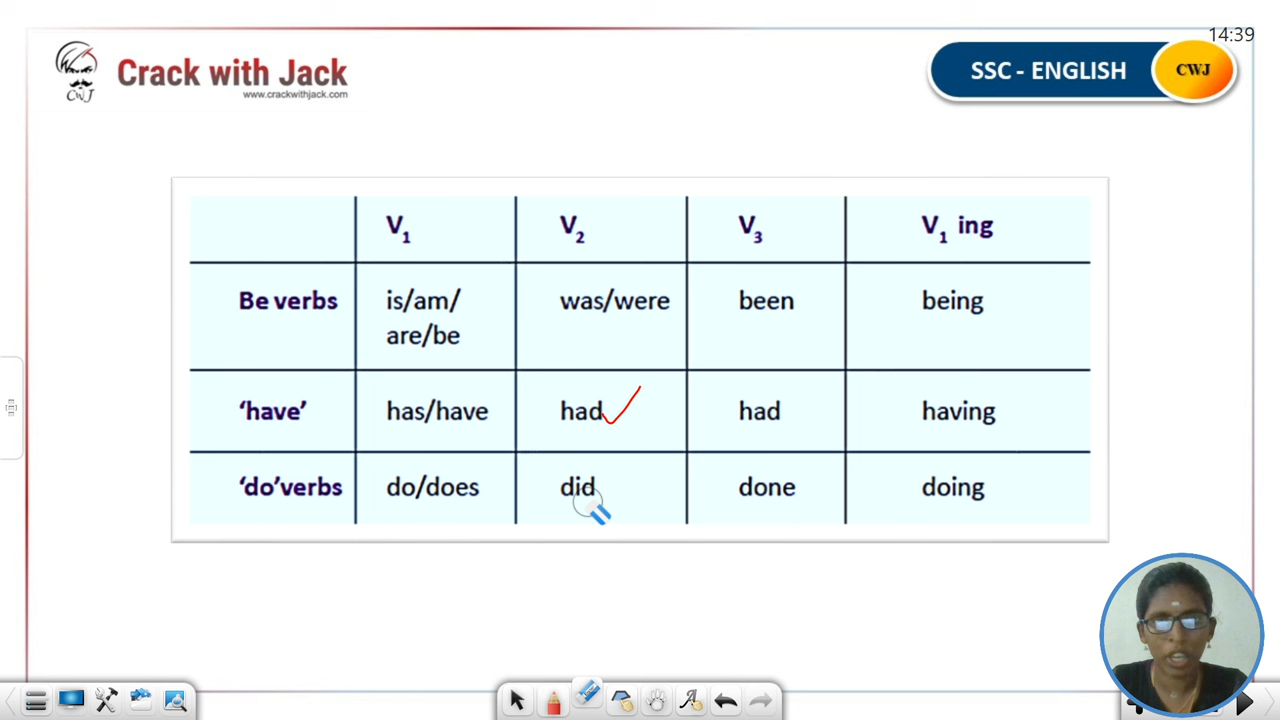 14:39
Crack with Jack
www.crackwithjack.com
CWJ
SSC - ENGLISH
CWJ
V1 V2 V3 V1 ing
Be verbs is/am/ was/were been being
are/be
‘have’ has/have had had having
‘do’verbs do/does did done doing